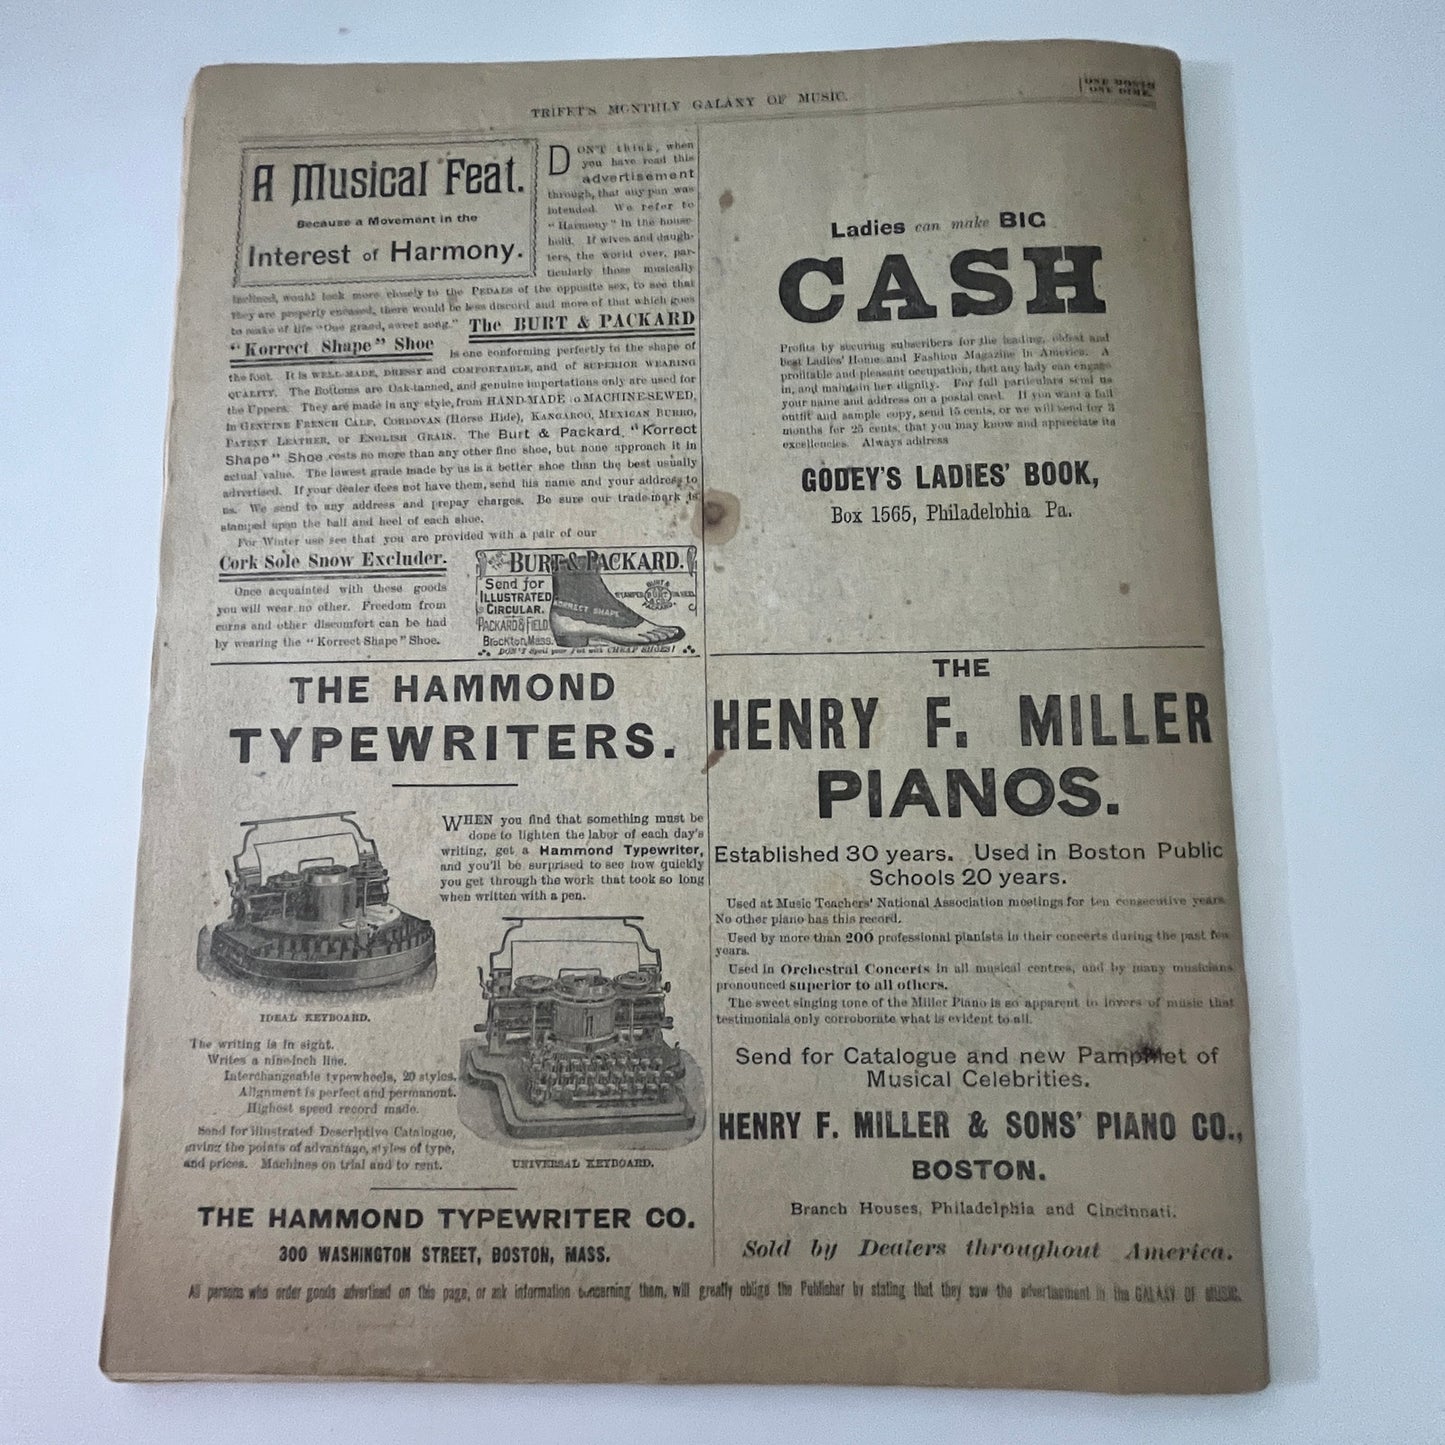 TRIFET'S MONTHLY GALAXY OF MUSIC.
ONE MONTH
ONE DIME.
A Musical Feat.
Because a Movement in the
Interest of Harmony.
DON'T think, when
you have read this
advertisement
through, that any pun was
intended. We refer to
"Harmony" in the house-
hold. If wives and daugh-
ters, the world over, par-
ticularly those musically
inclined, would look more closely to the PEDALS of the opposite sex, to see that
they are properly encased, there would be less discord and more of that which goes
to make of life "One grand, sweet song." The BURT & PACKARD
"Korrect Shape" Shoe is one conforming perfectly to the shape of
the foot. It is WELL-MADE, DRESSY and COMFORTABLE, and of SUPERIOR WEARING
QUALITY. The Bottoms are Oak-tanned, and genuine importations only are used for
the Uppers. They are made in any style, from HAND-MADE to MACHINE-SEWED,
in GENUINE FRENCH CALF, CORDOVAN (Horse Hide), KANGAROO, MEXICAN BURRO,
PATENT LEATHER, OR ENGLISH GRAIN. The Burt & Packard "Korrect
Shape" Shoe costs no more than any other fine shoe, but none approach it in
actual value. The lowest grade made by us is a better shoe than the best usually
advertised. If your dealer does not have them, send his name and your address to
us. We send to any address and prepay charges. Be sure our trade-mark is
stamped upon the ball and heel of each shoe.
For Winter use see that you are provided with a pair of our
Cork Sole Snow Excluder.
Once acquainted with these goods
you will wear no other. Freedom from
corns and other discomfort can be had
by wearing the "Korrect Shape" Shoe.
BURT & PACKARD.
Send for
ILLUSTRATED
CIRCULAR.
PACKARD & FIELD
Brockton, Mass.
KORRECT SHAPE
STAMPED
BURT &
PACKARD
DON'T Spoil your Feet with CHEAP SHOES!
Ladies can make BIG
CASH
Profits by securing subscribers for the leading, oldest and
best Ladies' Home and Fashion Magazine in America. A
profitable and pleasant occupation, that any lady can engage
in, and maintain her dignity. For full particulars send us
your name and address on a postal card. If you want a full
outfit and sample copy, send 15 cents, or we will send for 3
months for 25 cents, that you may know and appreciate its
excellencies. Always address
GODEY'S LADIES' BOOK,
Box 1565, Philadelphia Pa.
THE HAMMOND
TYPEWRITERS.
WHEN you find that something must be
done to lighten the labor of each day's
writing, get a Hammond Typewriter,
and you'll be surprised to see how quickly
you get through the work that took so long
when written with a pen.
IDEAL KEYBOARD.
The writing is in sight.
Writes a nine-inch line.
Interchangeable typewheels, 20 styles.
Alignment is perfect and permanent.
Highest speed record made.
Send for illustrated Descriptive Catalogue,
giving the points of advantage, styles of type,
and prices. Machines on trial and to rent.
UNIVERSAL KEYBOARD.
THE HAMMOND TYPEWRITER CO.
300 WASHINGTON STREET, BOSTON, MASS.
THE
HENRY F. MILLER
PIANOS.
Established 30 years. Used in Boston Public
Schools 20 years.
Used at Music Teachers' National Association meetings for ten consecutive years.
No other piano has this record.
Used by more than 200 professional pianists in their concerts during the past few
years.
Used in Orchestral Concerts in all musical centres, and by many musicians
pronounced superior to all others.
The sweet singing tone of the Miller Piano is so apparent to lovers of music that
testimonials only corroborate what is evident to all.
Send for Catalogue and new Pamphlet of
Musical Celebrities.
HENRY F. MILLER & SONS' PIANO CO.,
BOSTON.
Branch Houses, Philadelphia and Cincinnati.
Sold by Dealers throughout America.
All persons who order goods advertised on this page, or ask information concerning them, will greatly oblige the Publisher by stating that they saw the advertisement in the GALAXY OF MUSIC.